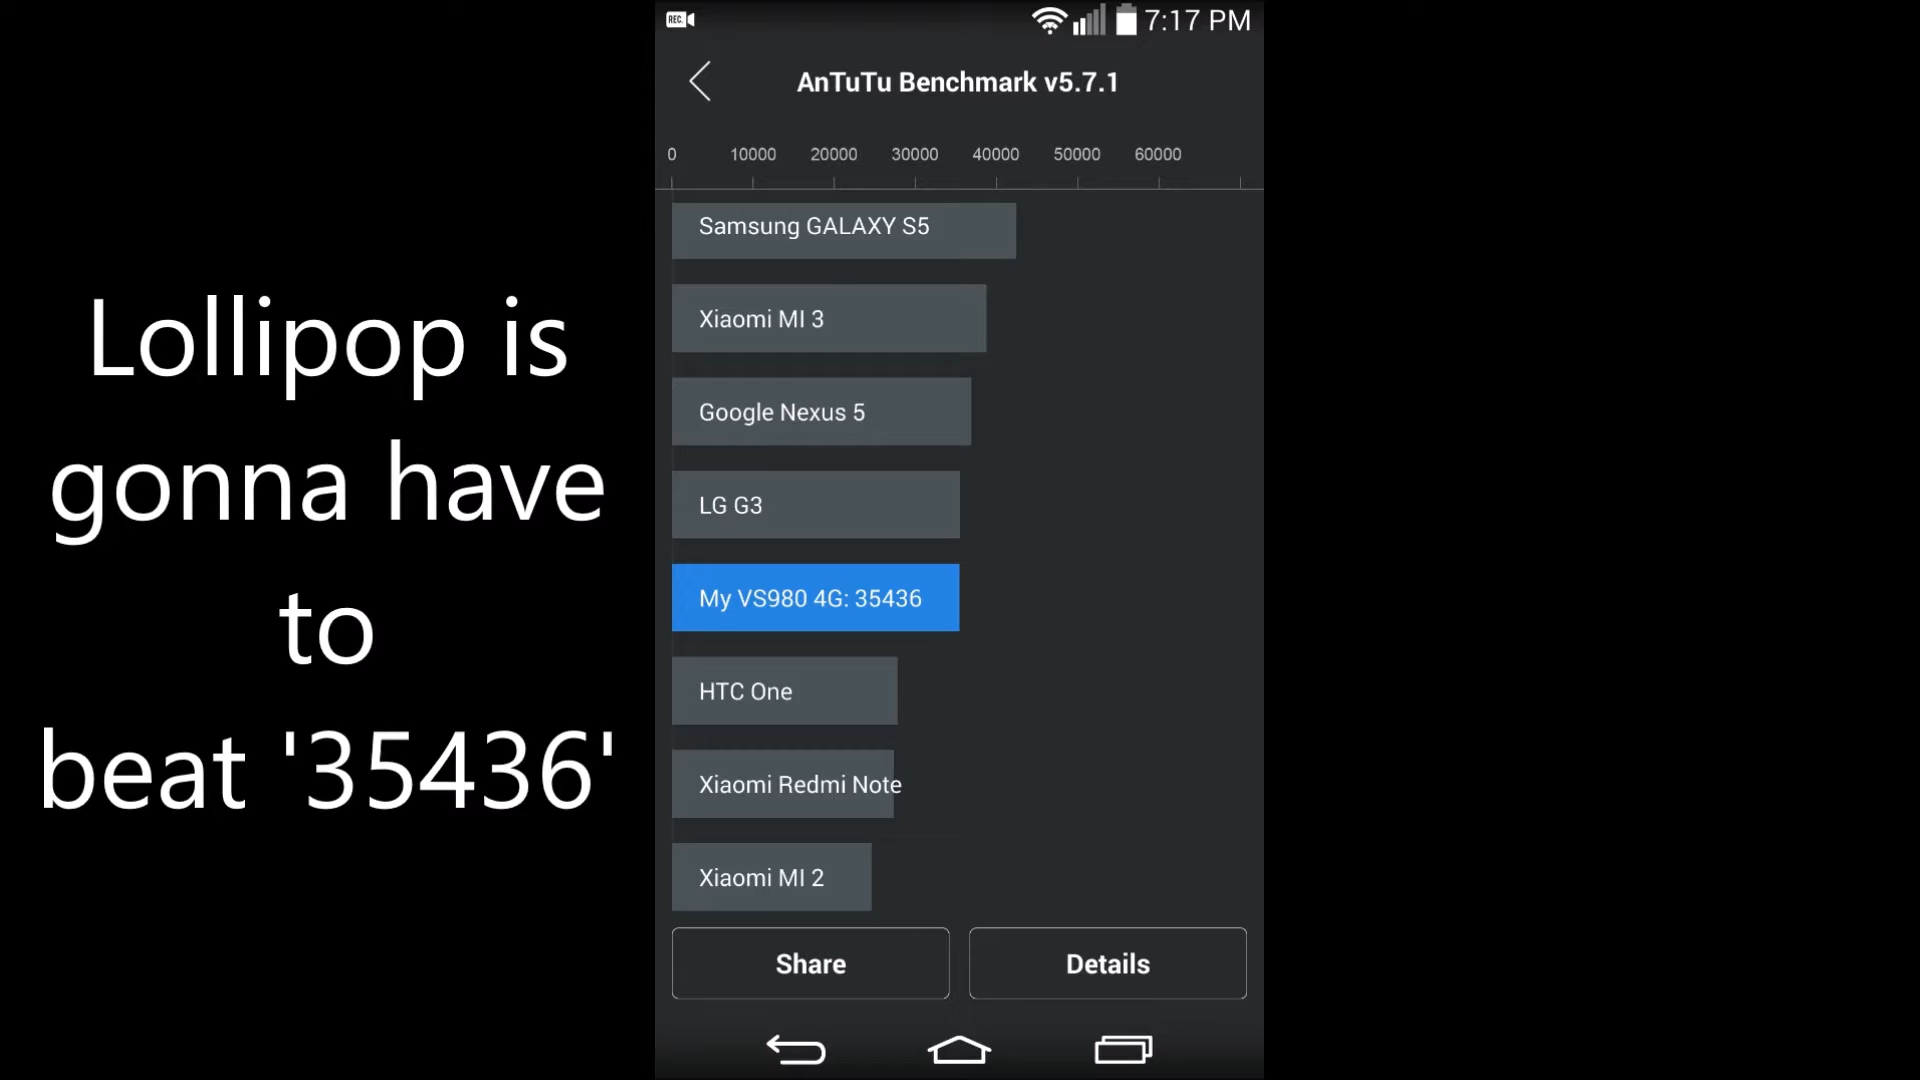 Lollipop is
gonna have
to
beat '35436'
REC.
7:17 PM
AnTuTu Benchmark v5.7.1
0 10000 20000 30000 40000 50000 60000
Samsung GALAXY S5
Xiaomi MI 3
Google Nexus 5
LG G3
My VS980 4G: 35436
HTC One
Xiaomi Redmi Note
Xiaomi MI 2
Share Details